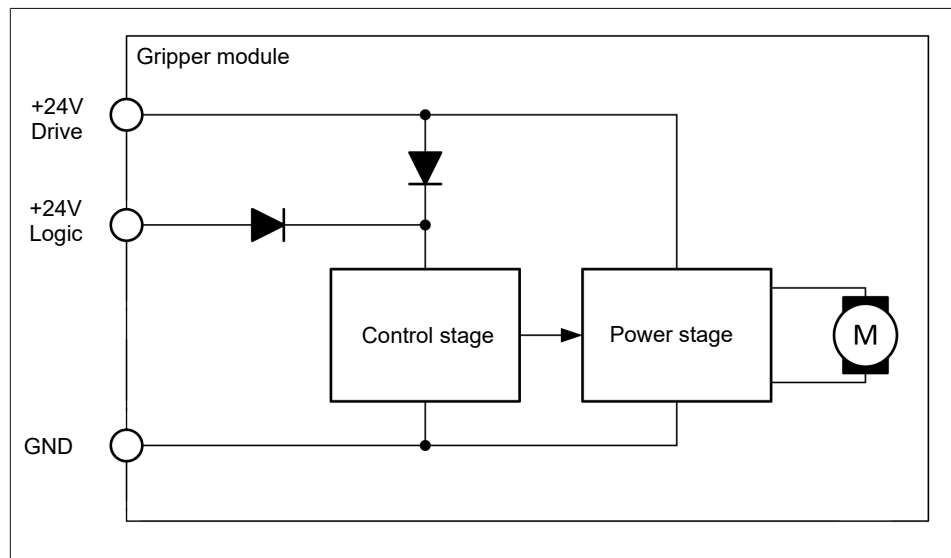 Gripper module
+24V
Drive
+24V
Logic
Control stage
Power stage
M
GND